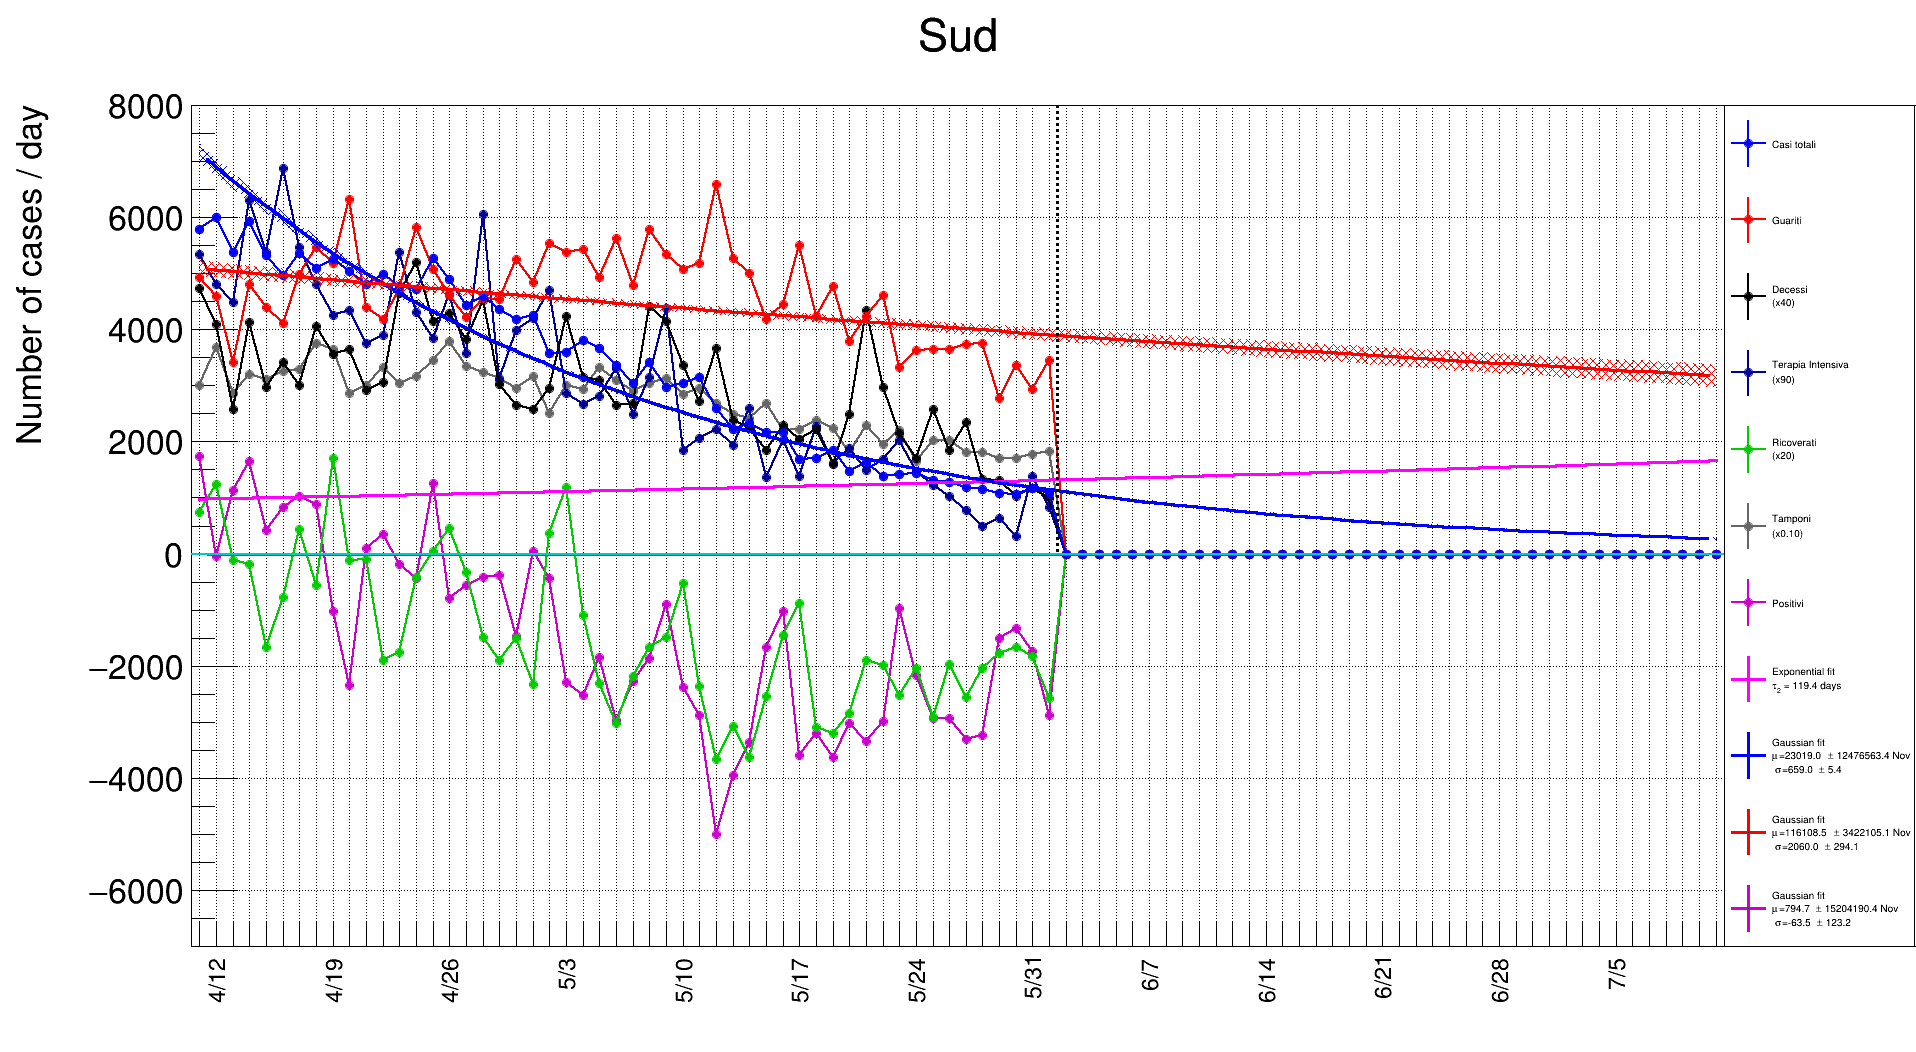 Sud
Number of cases / day
8000
6000
4000
2000
0
−2000
−4000
−6000
4/12
4/19
4/26
5/3
5/10
5/17
5/24
5/31
6/7
6/14
6/21
6/28
7/5
Casi totali
Guariti
Decessi
(x40)
Terapia Intensiva
(x90)
Ricoverati
(x20)
Tamponi
(x0.10)
Positivi
Exponential fit
τ2 = 119.4 days
Gaussian fit
μ=23019.0 ± 12476563.4 Nov
σ=659.0 ± 5.4
Gaussian fit
μ=116108.5 ± 3422105.1 Nov
σ=2060.0 ± 294.1
Gaussian fit
μ=794.7 ± 15204190.4 Nov
σ=-63.5 ± 123.2